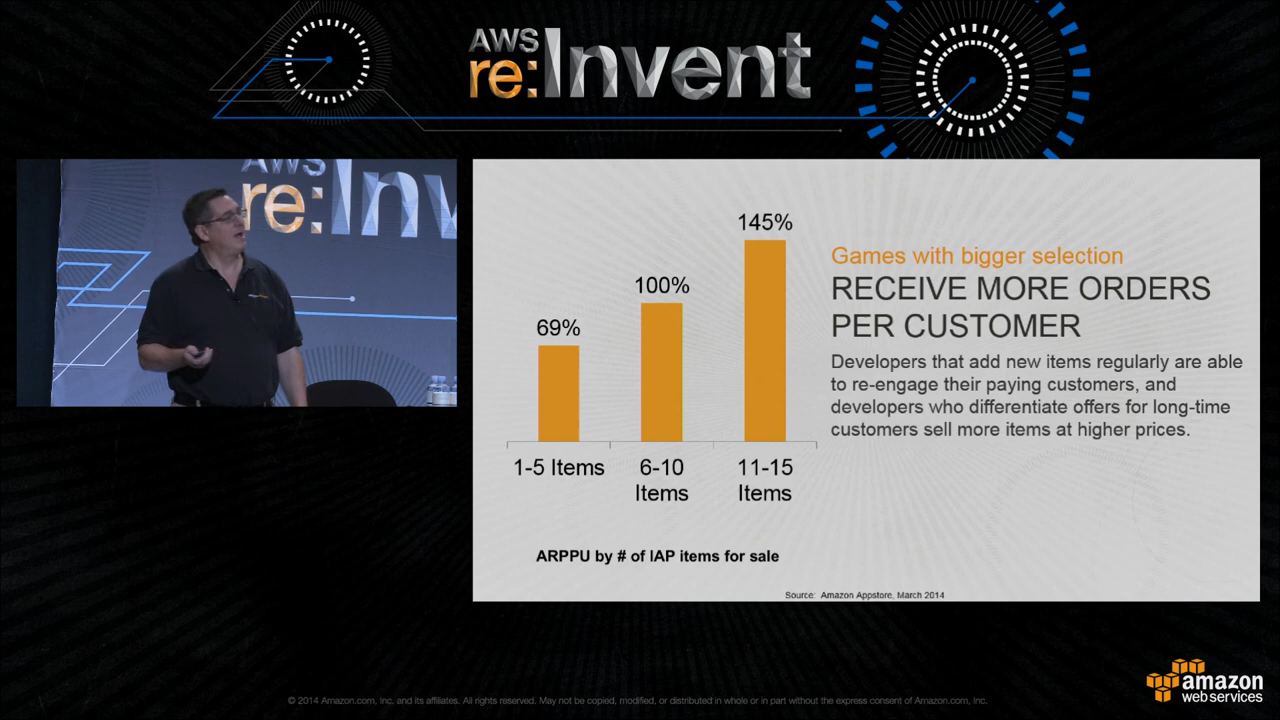 AWS
re:Invent
AWS
re:Inv
145%
100%
69%
1-5 Items
6-10
Items
11-15
Items
ARPPU by # of IAP items for sale
Games with bigger selection
RECEIVE MORE ORDERS
PER CUSTOMER
Developers that add new items regularly are able
to re-engage their paying customers, and
developers who differentiate offers for long-time
customers sell more items at higher prices.
Source: Amazon Appstore, March 2014
amazon
web services
© 2014 Amazon.com, Inc, and its affiliates. All rights reserved. May not be copied, modified, or distributed in whole or in part without the express consent of Amazon.com, Inc.